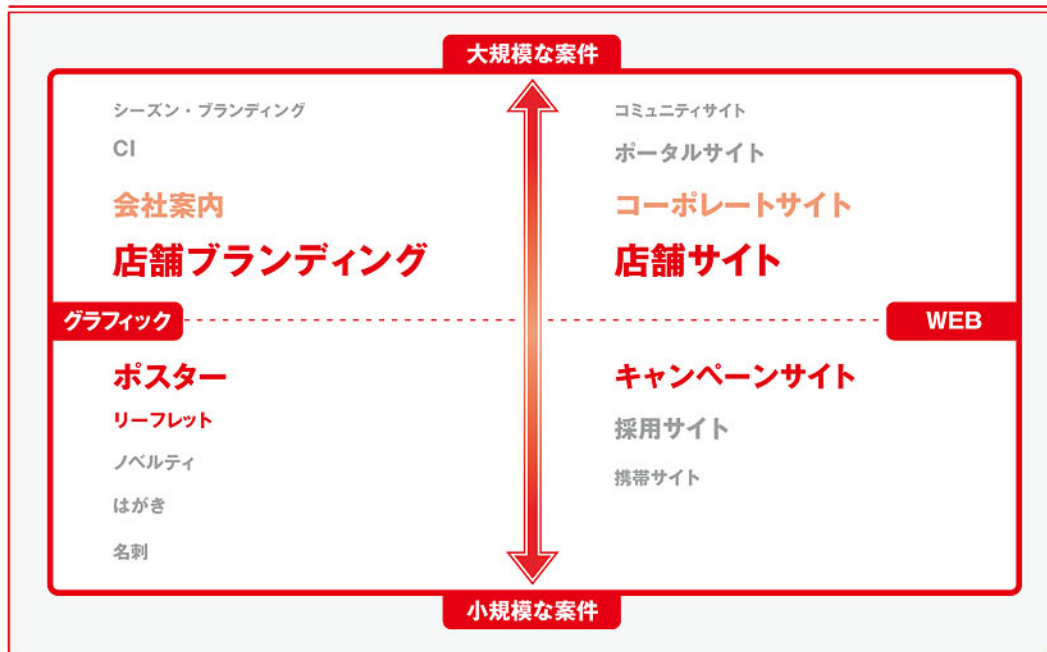 大規模な案件
シーズン・ブランディング
CI
会社案内
店舗ブランディング
コミュニティサイト
ポータルサイト
コーポレートサイト
店舗サイト
グラフィック
WEB
ポスター
リーフレット
ノベルティ
はがき
名刺
キャンペーンサイト
採用サイト
携帯サイト
小規模な案件